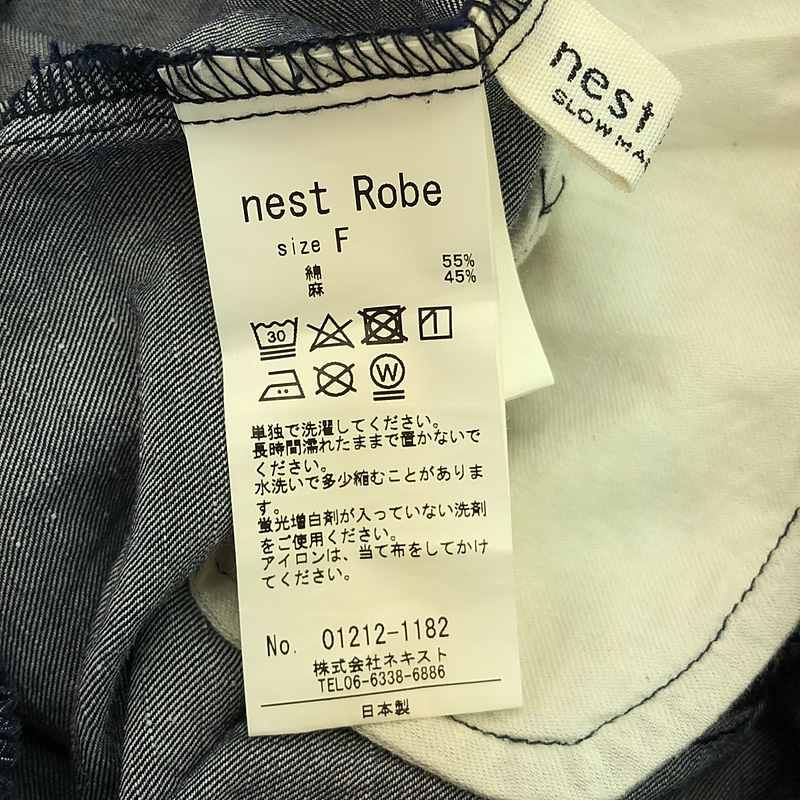 nest
SLOW MA
nest Robe
size F
綿 55%
麻 45%
30
W
単独で洗濯してください。
長時間濡れたままで置かないで
ください。
水洗いで多少縮むことがありま
す。
蛍光増白剤が入っていない洗剤
をご使用ください。
アイロンは、当て布をしてかけ
てください。
No. 01212-1182
株式会社ネキスト
TEL06-6338-6886
日本製